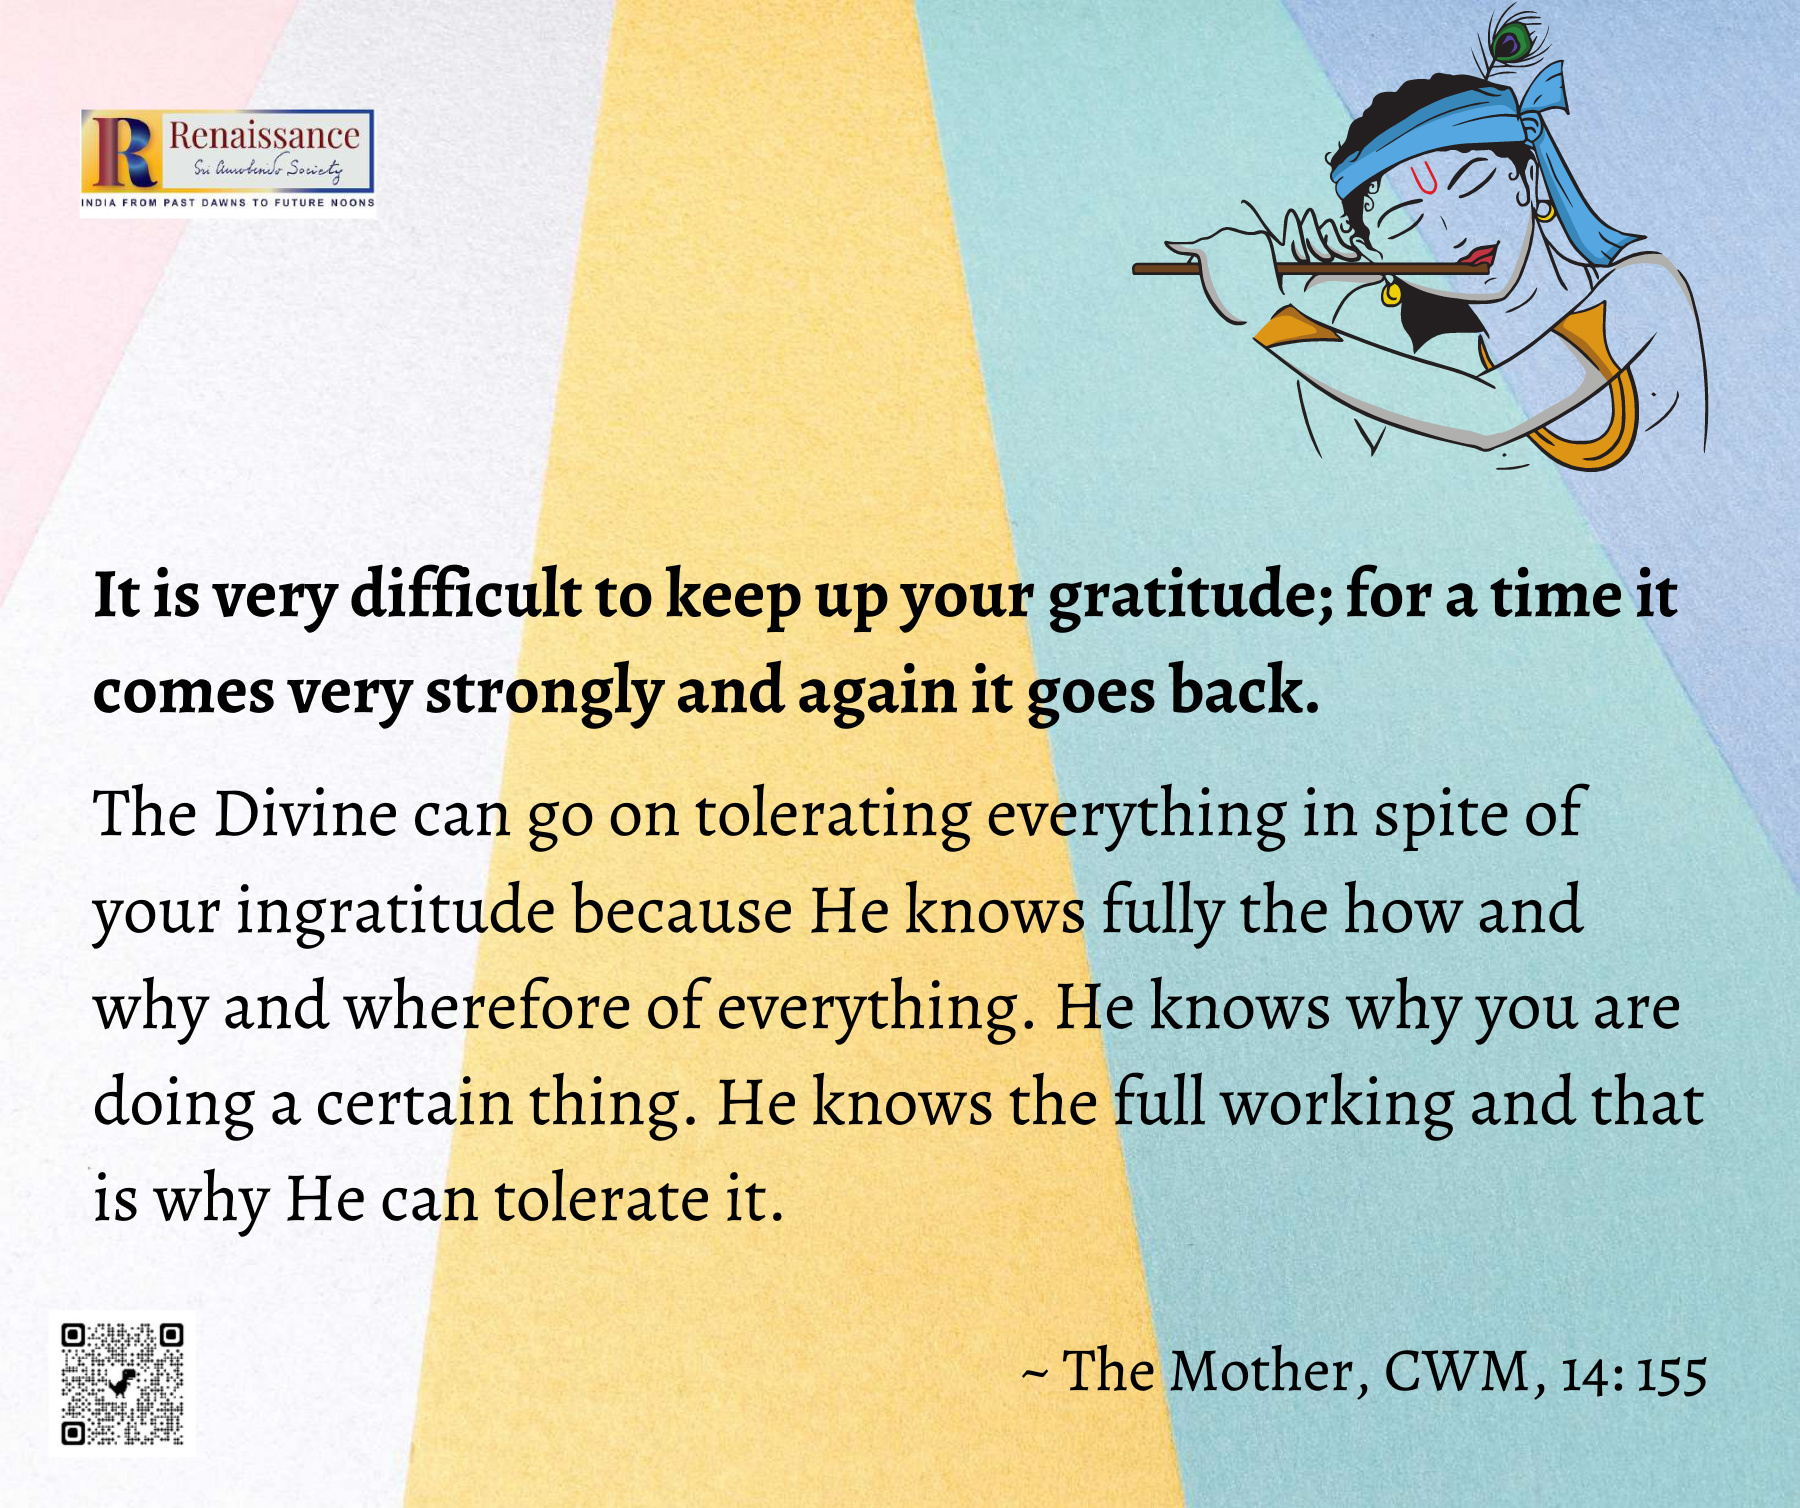 R Renaissance
Sri Aurobindo Society
INDIA FROM PAST DAWNS TO FUTURE NOONS
It is very difficult to keep up your gratitude; for a time it
comes very strongly and again it goes back.
The Divine can go on tolerating everything in spite of
your ingratitude because He knows fully the how and
why and wherefore of everything. He knows why you are
doing a certain thing. He knows the full working and that
is why He can tolerate it.
~ The Mother, CWM, 14: 155